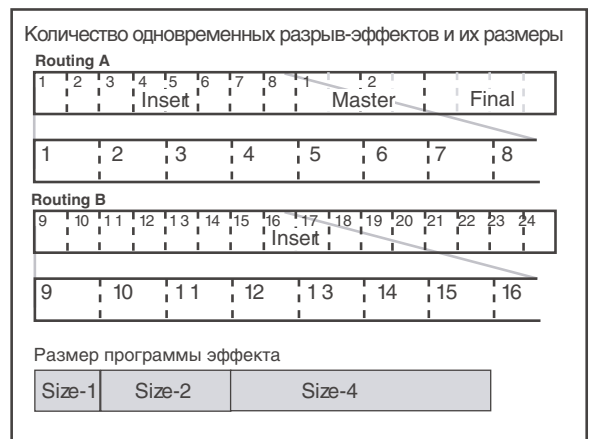 Количество одновременных разрыв-эффектов и их размеры
Routing A
1 2 3 4 5 6 7 8 1 2
Insert Master Final
1 2 3 4 5 6 7 8
Routing B
9 10 11 12 13 14 15 16 17 18 19 20 21 22 23 24
Insert
9 10 11 12 13 14 15 16
Размер программы эффекта
Size-1 Size-2 Size-4